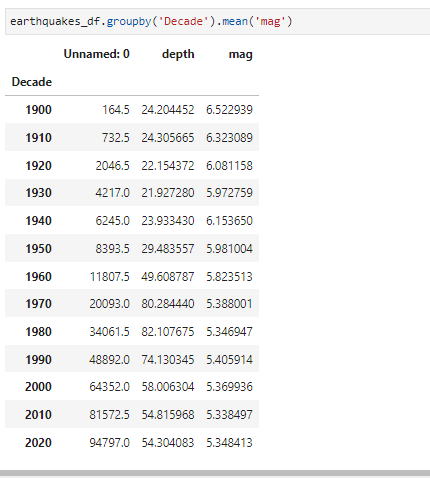 earthquakes_df.groupby('Decade').mean('mag')
Unnamed: 0 depth mag
Decade
1900 164.5 24.204452 6.522939
1910 732.5 24.305665 6.323089
1920 2046.5 22.154372 6.081158
1930 4217.0 21.927280 5.972759
1940 6245.0 23.933430 6.153650
1950 8393.5 29.483557 5.981004
1960 11807.5 49.608787 5.823513
1970 20093.0 80.284440 5.388001
1980 34061.5 82.107675 5.346947
1990 48892.0 74.130345 5.405914
2000 64352.0 58.006304 5.369936
2010 81572.5 54.815968 5.338497
2020 94797.0 54.304083 5.348413